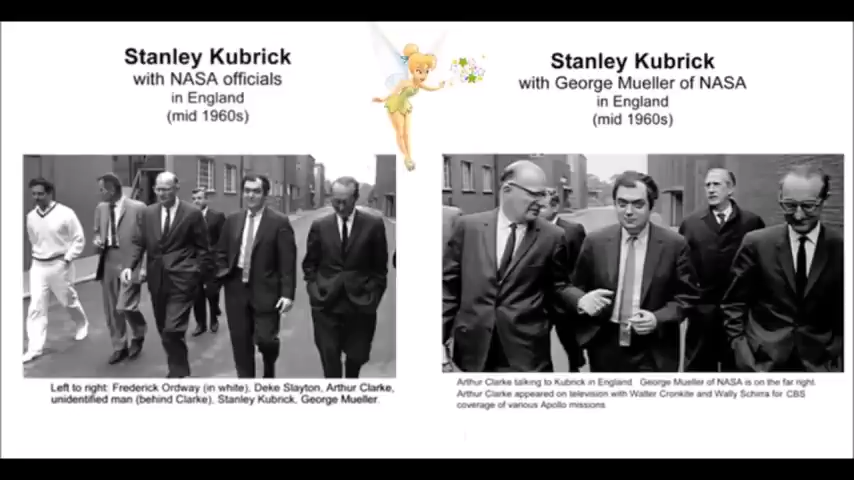 Stanley Kubrick
with NASA officials
in England
(mid 1960s)
Left to right: Frederick Ordway (in white), Deke Slayton, Arthur Clarke,
unidentified man (behind Clarke), Stanley Kubrick, George Mueller.
Stanley Kubrick
with George Mueller of NASA
in England
(mid 1960s)
Arthur Clarke talking to Kubrick in England. George Mueller of NASA is on the far right.
Arthur Clarke appeared on television with Walter Cronkite and Wally Schirra for CBS
coverage of various Apollo missions